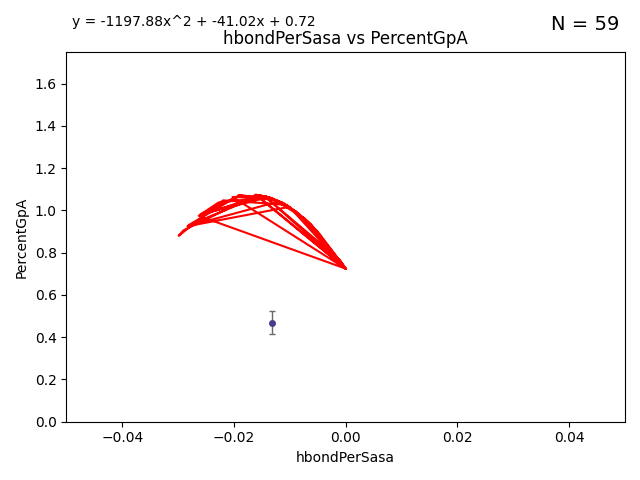 y = -1197.88x^2 + -41.02x + 0.72
N = 59
hbondPerSasa vs PercentGpA
PercentGpA
1.6
1.4
1.2
1.0
0.8
0.6
0.4
0.2
0.0
−0.04 −0.02 0.00 0.02 0.04
hbondPerSasa